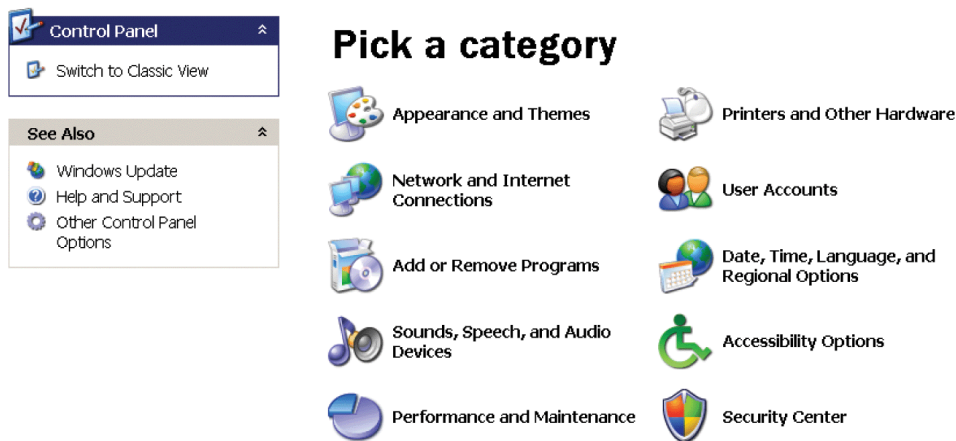 Control Panel
Switch to Classic View
See Also
Windows Update
Help and Support
Other Control Panel
Options
Pick a category
Appearance and Themes
Printers and Other Hardware
Network and Internet
Connections
User Accounts
Add or Remove Programs
Date, Time, Language, and
Regional Options
Sounds, Speech, and Audio
Devices
Accessibility Options
Performance and Maintenance
Security Center